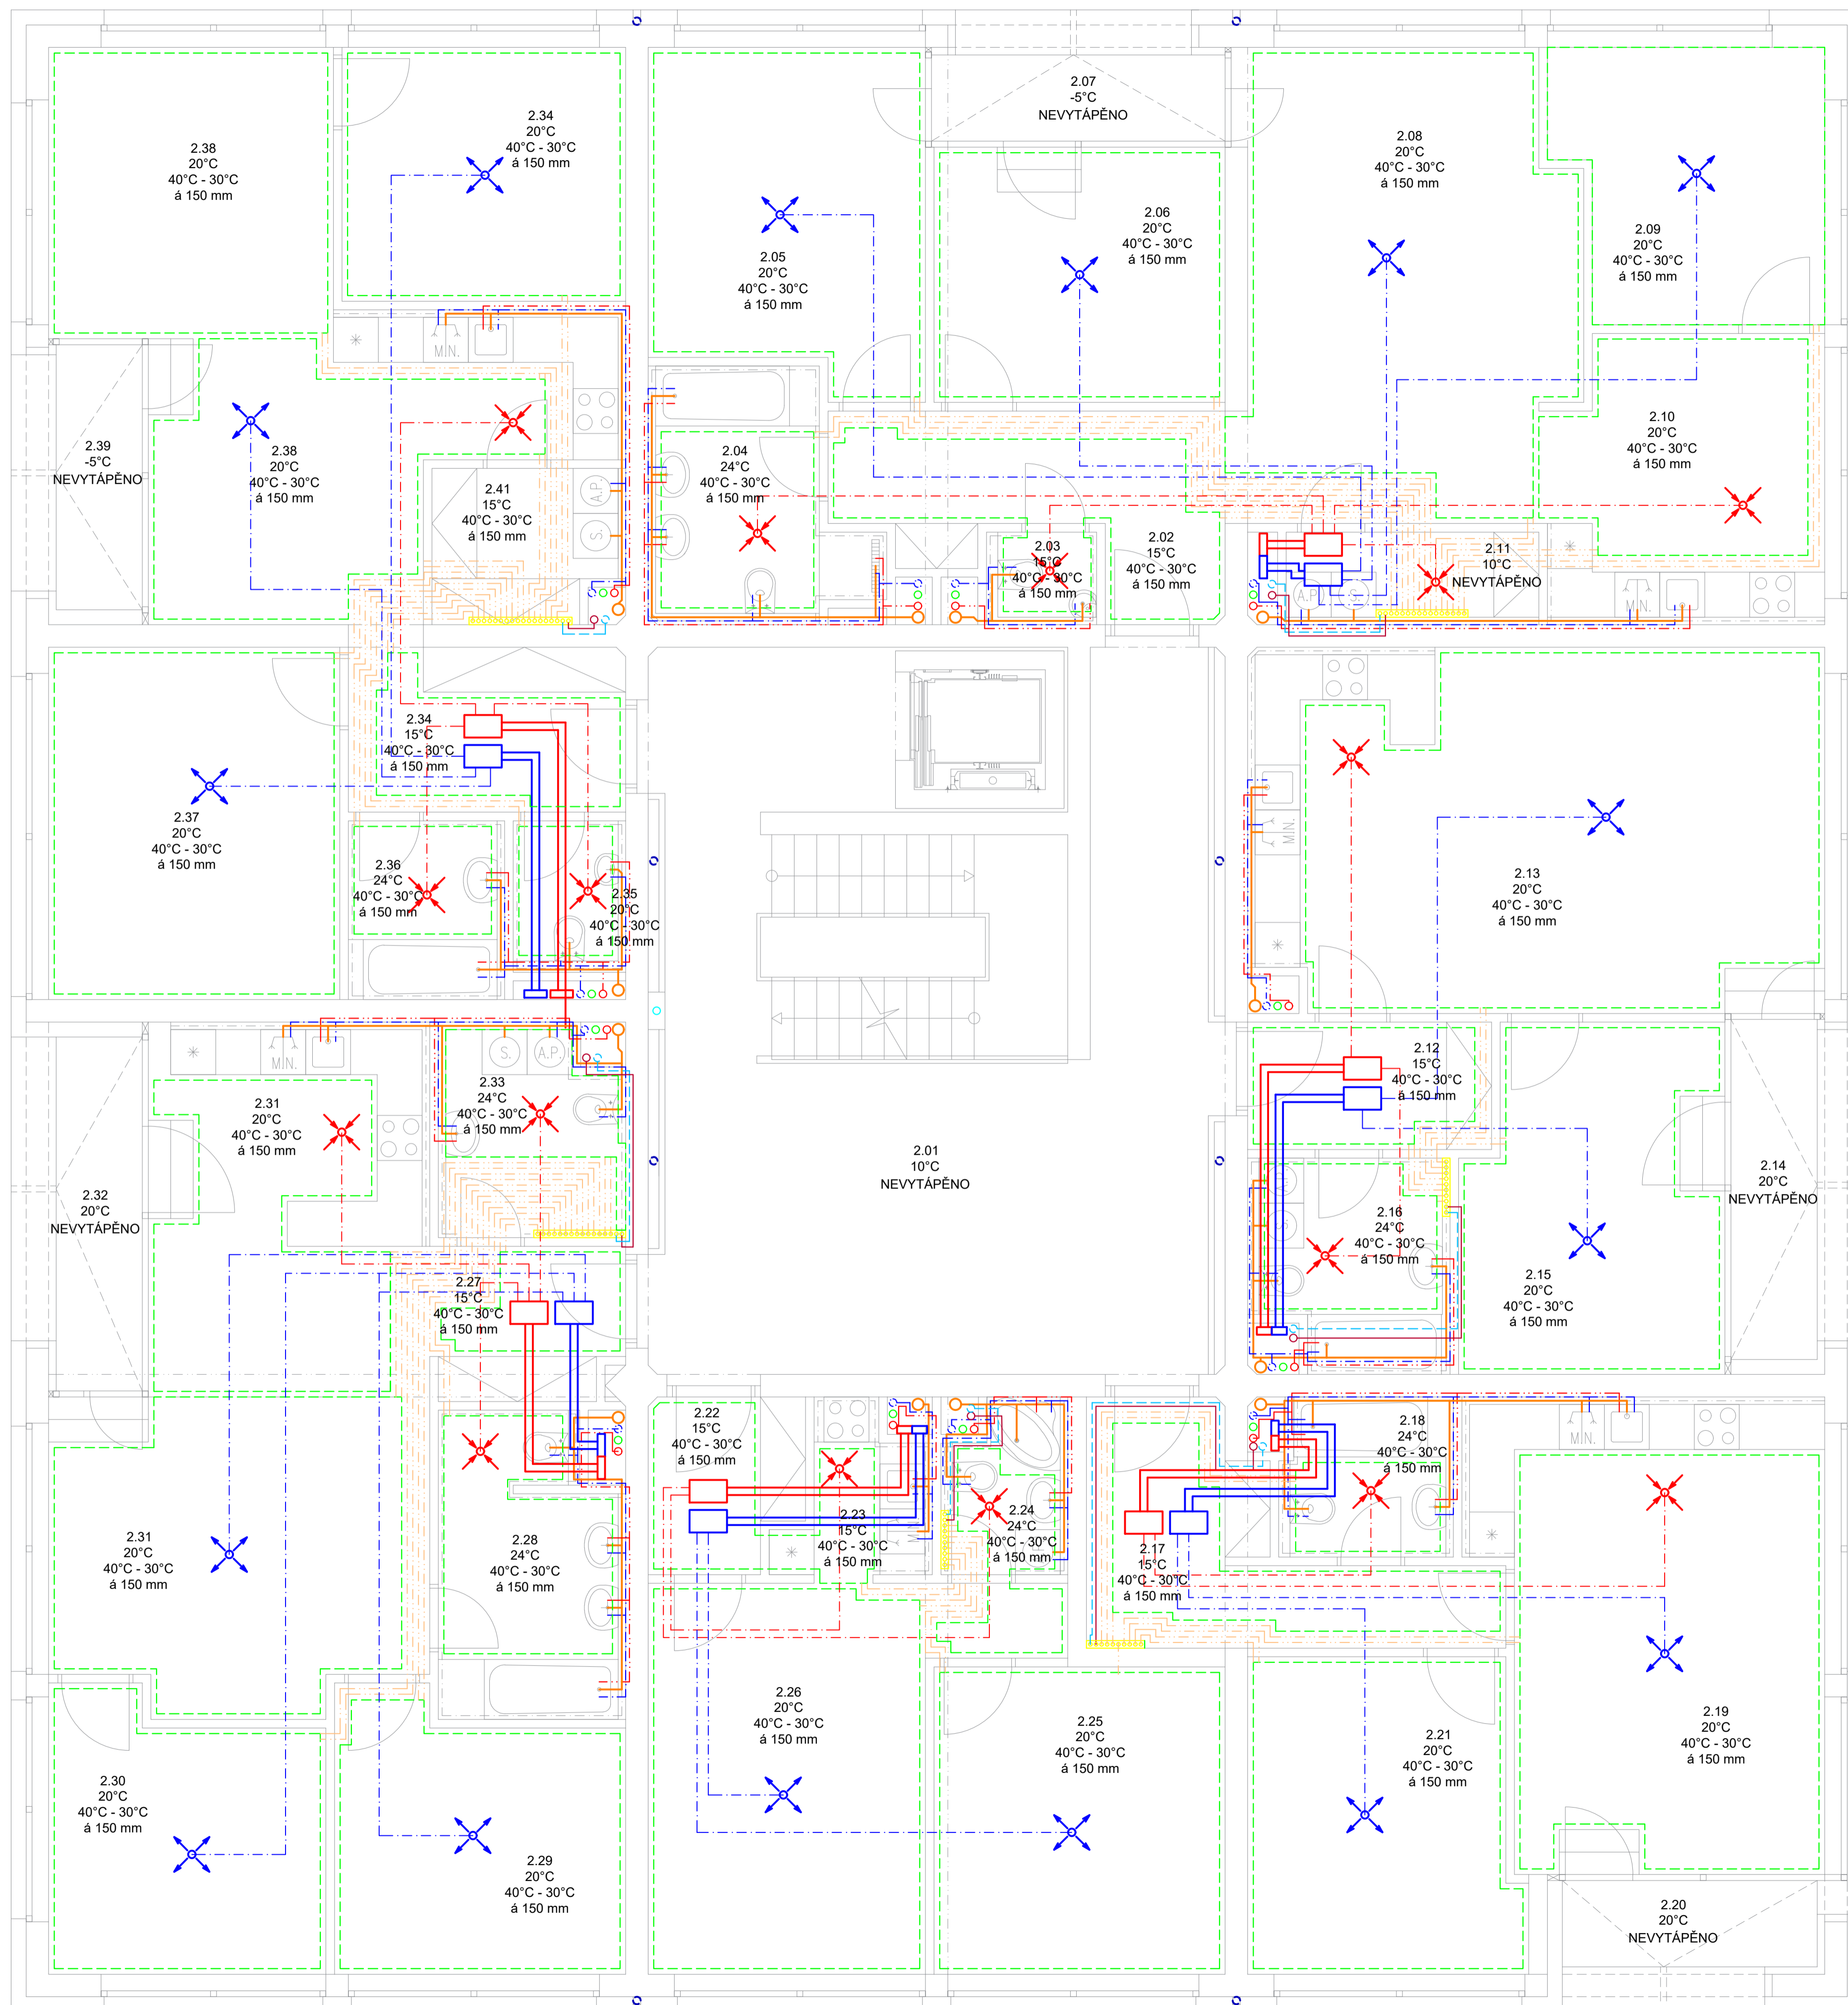 2.38
20°C
40°C - 30°C
á 150 mm
2.34
20°C
40°C - 30°C
á 150 mm
2.07
-5°C
NEVYTÁPĚNO
2.08
20°C
40°C - 30°C
á 150 mm
2.09
20°C
40°C - 30°C
á 150 mm
2.05
20°C
40°C - 30°C
á 150 mm
2.06
20°C
40°C - 30°C
á 150 mm
M.N.
2.39
-5°C
NEVYTÁPĚNO
2.38
20°C
40°C - 30°C
á 150 mm
2.41
15°C
40°C - 30°C
á 150 mm
A.P.
S.
2.04
24°C
40°C - 30°C
á 150 mm
2.03
15°C
40°C - 30°C
á 150 mm
2.02
15°C
40°C - 30°C
á 150 mm
2.10
20°C
40°C - 30°C
á 150 mm
2.11
10°C
NEVYTÁPĚNO
A.P.
S.
M.N.
2.34
15°C
40°C - 30°C
á 150 mm
2.37
20°C
40°C - 30°C
á 150 mm
2.36
24°C
40°C - 30°C
á 150 mm
2.35
20°C
40°C - 30°C
á 150 mm
M.N.
2.13
20°C
40°C - 30°C
á 150 mm
M.N.
S.
A.P.
2.33
24°C
40°C - 30°C
á 150 mm
2.31
20°C
40°C - 30°C
á 150 mm
2.32
20°C
NEVYTÁPĚNO
2.01
10°C
NEVYTÁPĚNO
2.12
15°C
40°C - 30°C
á 150 mm
2.14
20°C
NEVYTÁPĚNO
S.
2.16
24°C
40°C - 30°C
á 150 mm
2.15
20°C
40°C - 30°C
á 150 mm
2.27
15°C
40°C - 30°C
á 150 mm
2.22
15°C
40°C - 30°C
á 150 mm
2.18
24°C
40°C - 30°C
á 150 mm
M.N.
2.31
20°C
40°C - 30°C
á 150 mm
2.28
24°C
40°C - 30°C
á 150 mm
2.23
15°C
40°C - 30°C
á 150 mm
2.24
24°C
40°C - 30°C
á 150 mm
2.17
15°C
40°C - 30°C
á 150 mm
2.26
20°C
40°C - 30°C
á 150 mm
2.25
20°C
40°C - 30°C
á 150 mm
2.21
20°C
40°C - 30°C
á 150 mm
2.19
20°C
40°C - 30°C
á 150 mm
2.30
20°C
40°C - 30°C
á 150 mm
2.29
20°C
40°C - 30°C
á 150 mm
2.20
20°C
NEVYTÁPĚNO